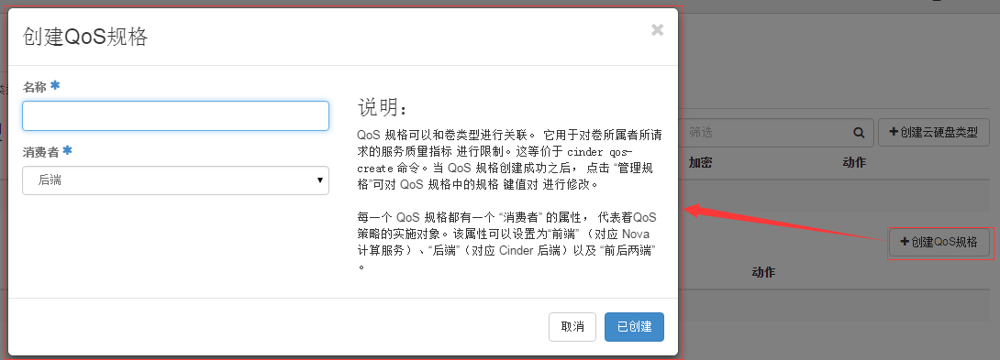 创建QoS规格
×
名称 *
消费者 *
后端
说明：
QoS 规格可以和卷类型进行关联。 它用于对卷所属者所请
求的服务质量指标 进行限制。这等价于 cinder qos-
create 命令。当 QoS 规格创建成功之后， 点击 “管理规
格”可对 QoS 规格中的规格 键值对 进行修改。
每一个 QoS 规格都有一个 “消费者” 的属性， 代表着QoS
策略的实施对象。该属性可以设置为“前端” （对应 Nova
计算服务）、“后端”（对应 Cinder 后端）以及 “前后两端”
。
取消
已创建
筛选
+创建云硬盘类型
加密
动作
+创建QoS规格
动作